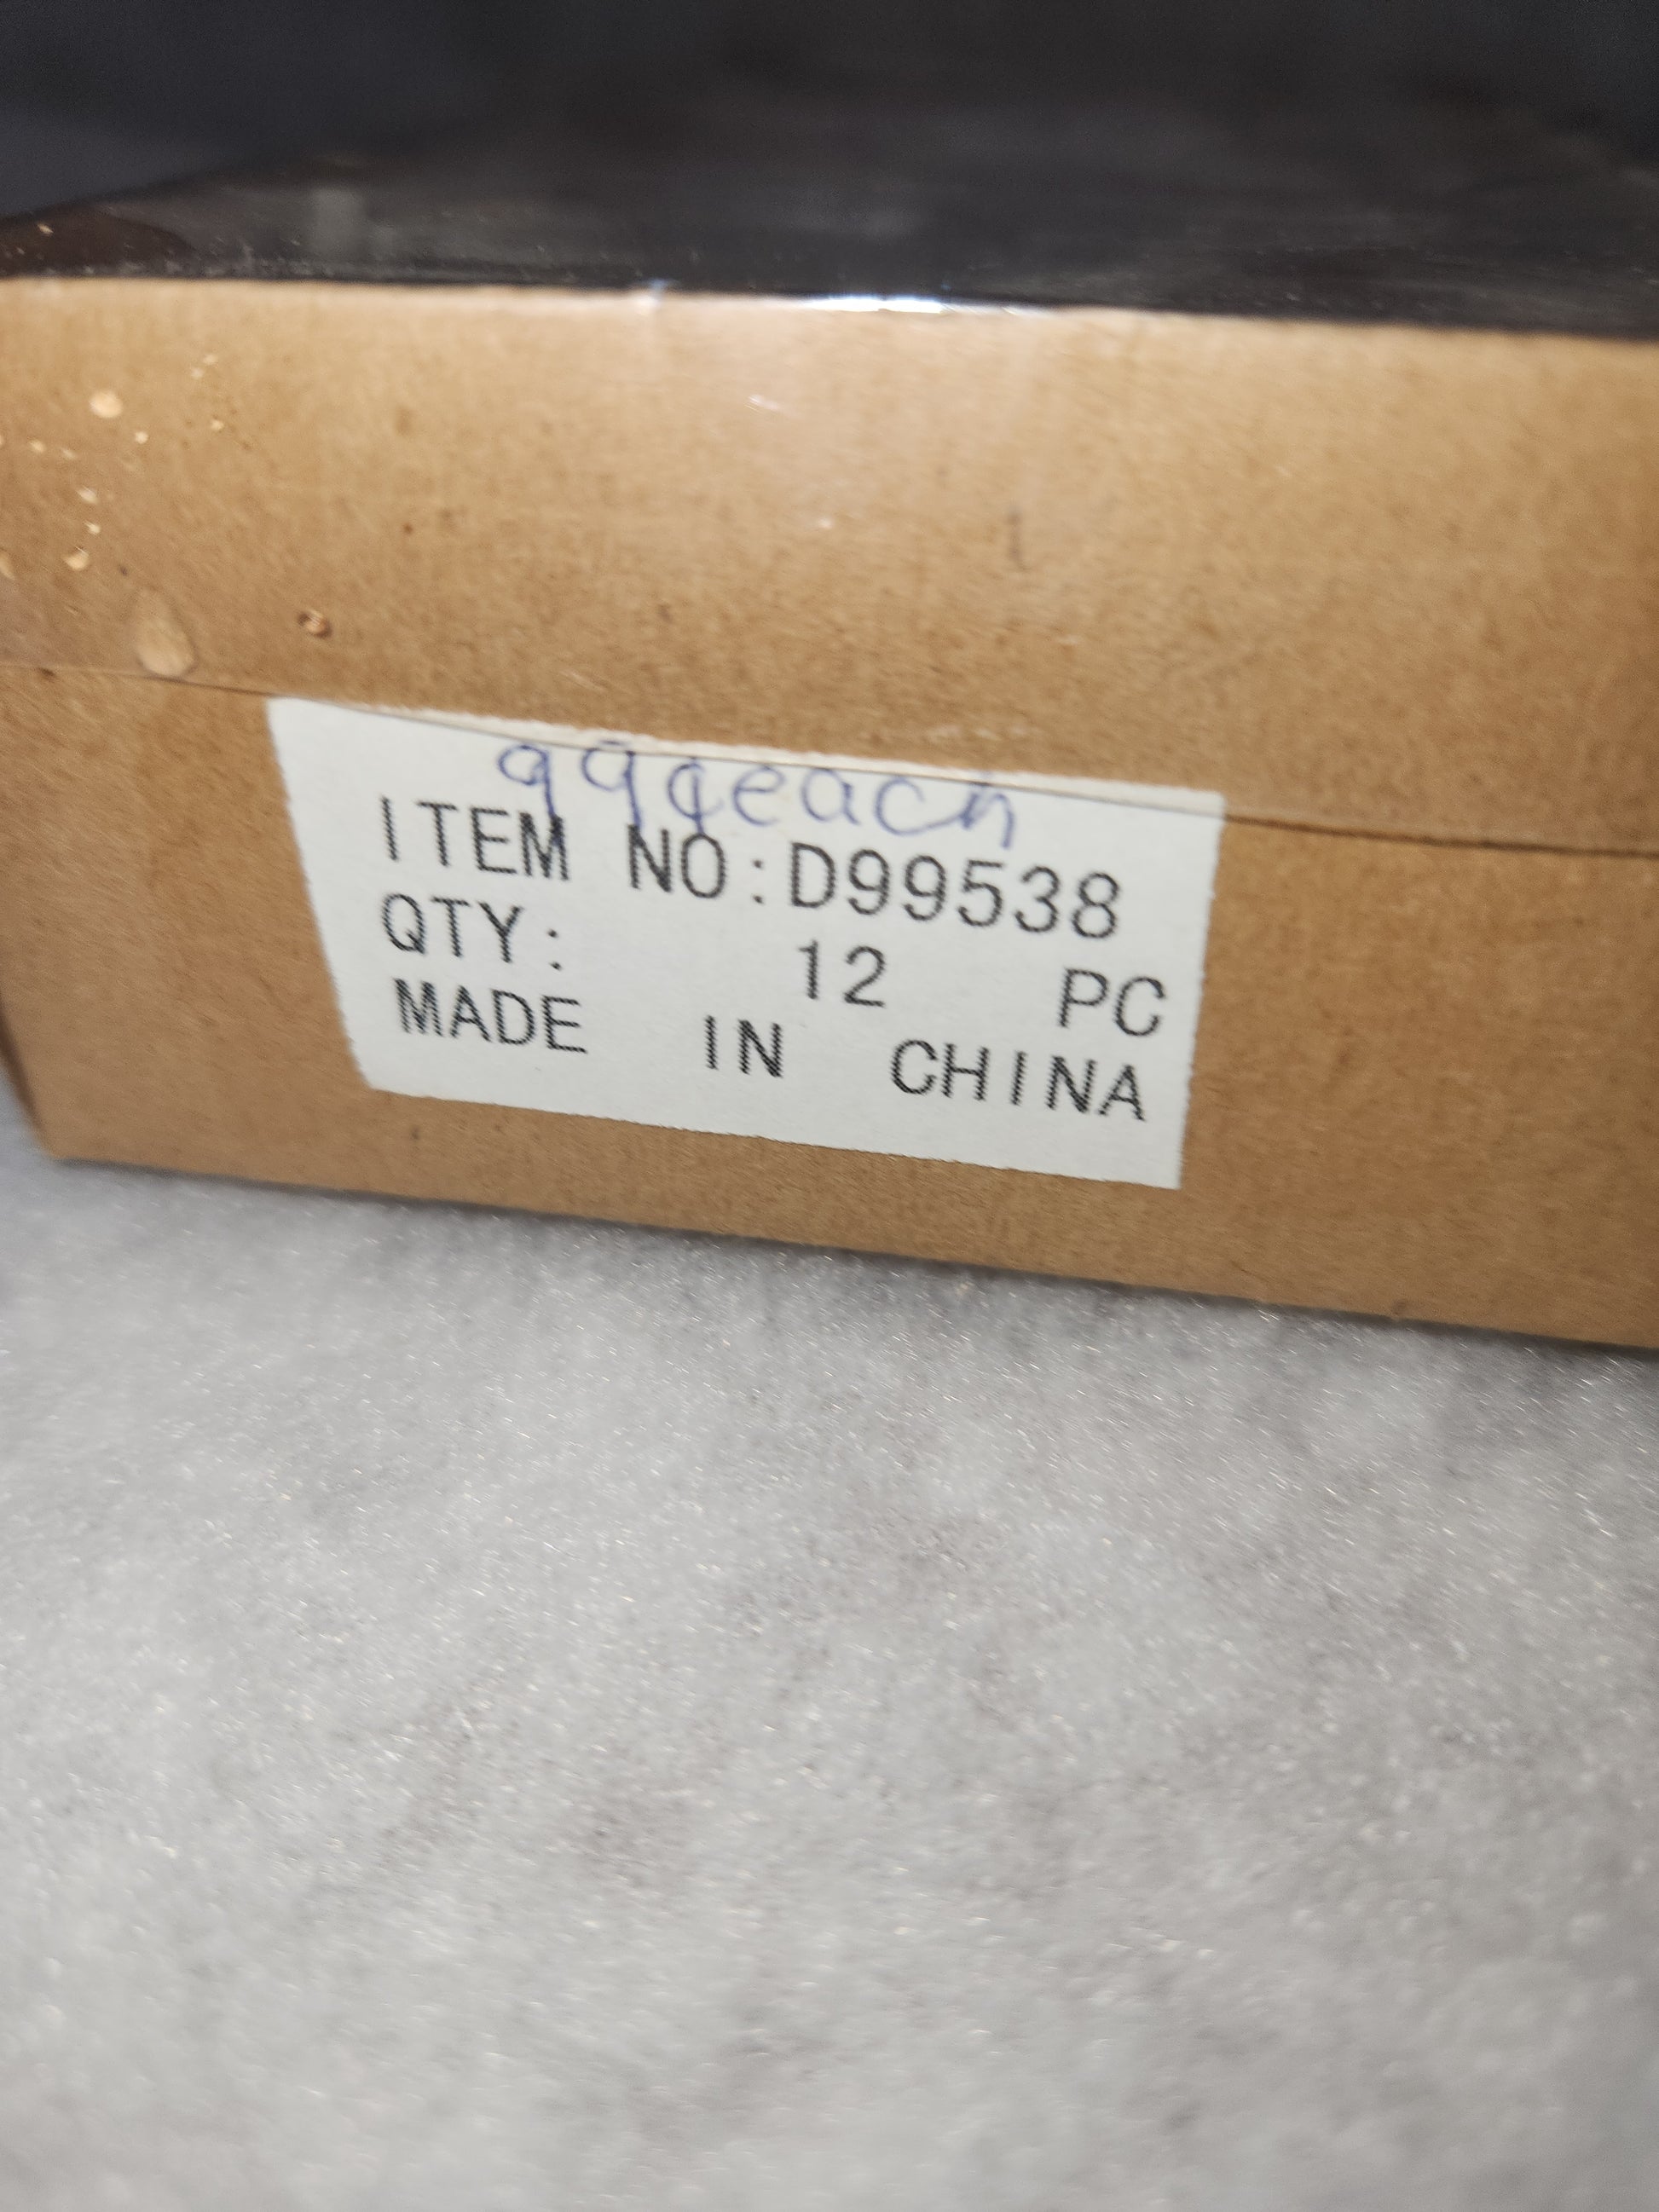 99¢each
ITEM NO:D99538
QTY: 12 PC
MADE IN CHINA